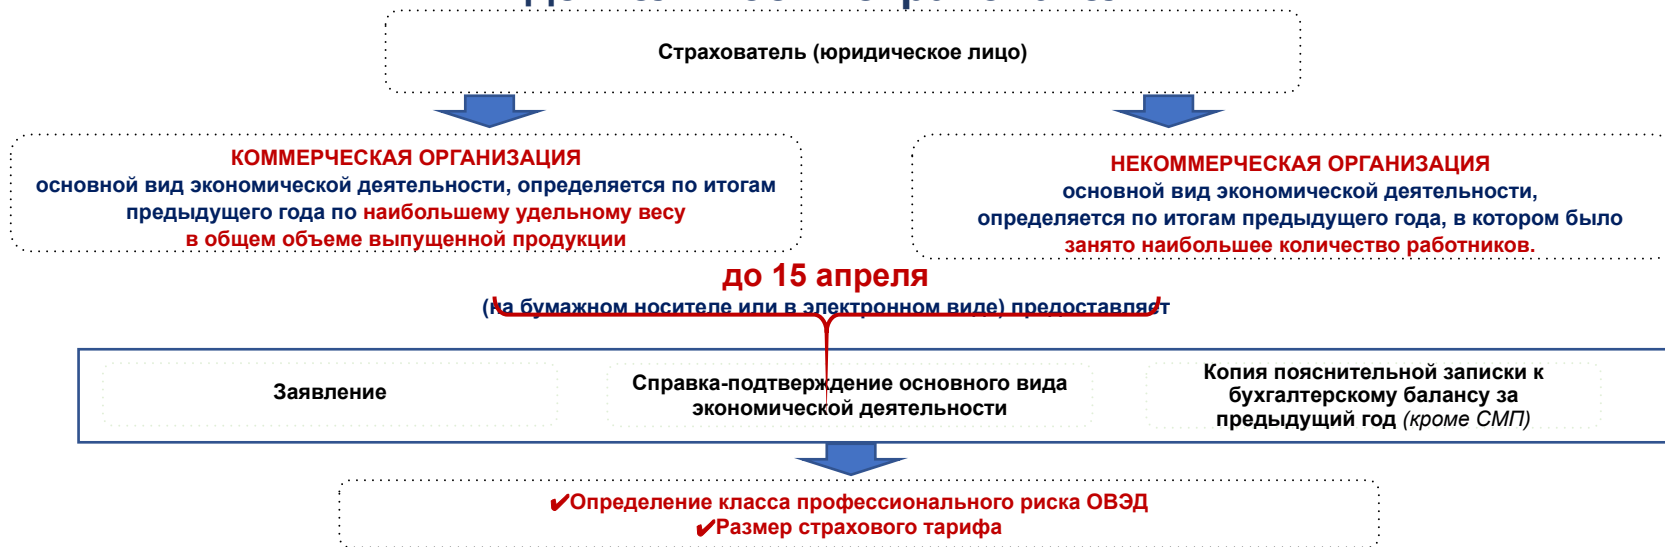 Страхователь (юридическое лицо)
КОММЕРЧЕСКАЯ ОРГАНИЗАЦИЯ
основной вид экономической деятельности, определяется по итогам
предыдущего года по наибольшему удельному весу
в общем объеме выпущенной продукции
НЕКОММЕРЧЕСКАЯ ОРГАНИЗАЦИЯ
основной вид экономической деятельности,
определяется по итогам предыдущего года, в котором было
занято наибольшее количество работников.
до 15 апреля
(на бумажном носителе или в электронном виде) предоставляет
Заявление
Справка-подтверждение основного вида
экономической деятельности
Копия пояснительной записки к
бухгалтерскому балансу за
предыдущий год (кроме СМП)
✔Определение класса профессионального риска ОВЭД
✔Размер страхового тарифа